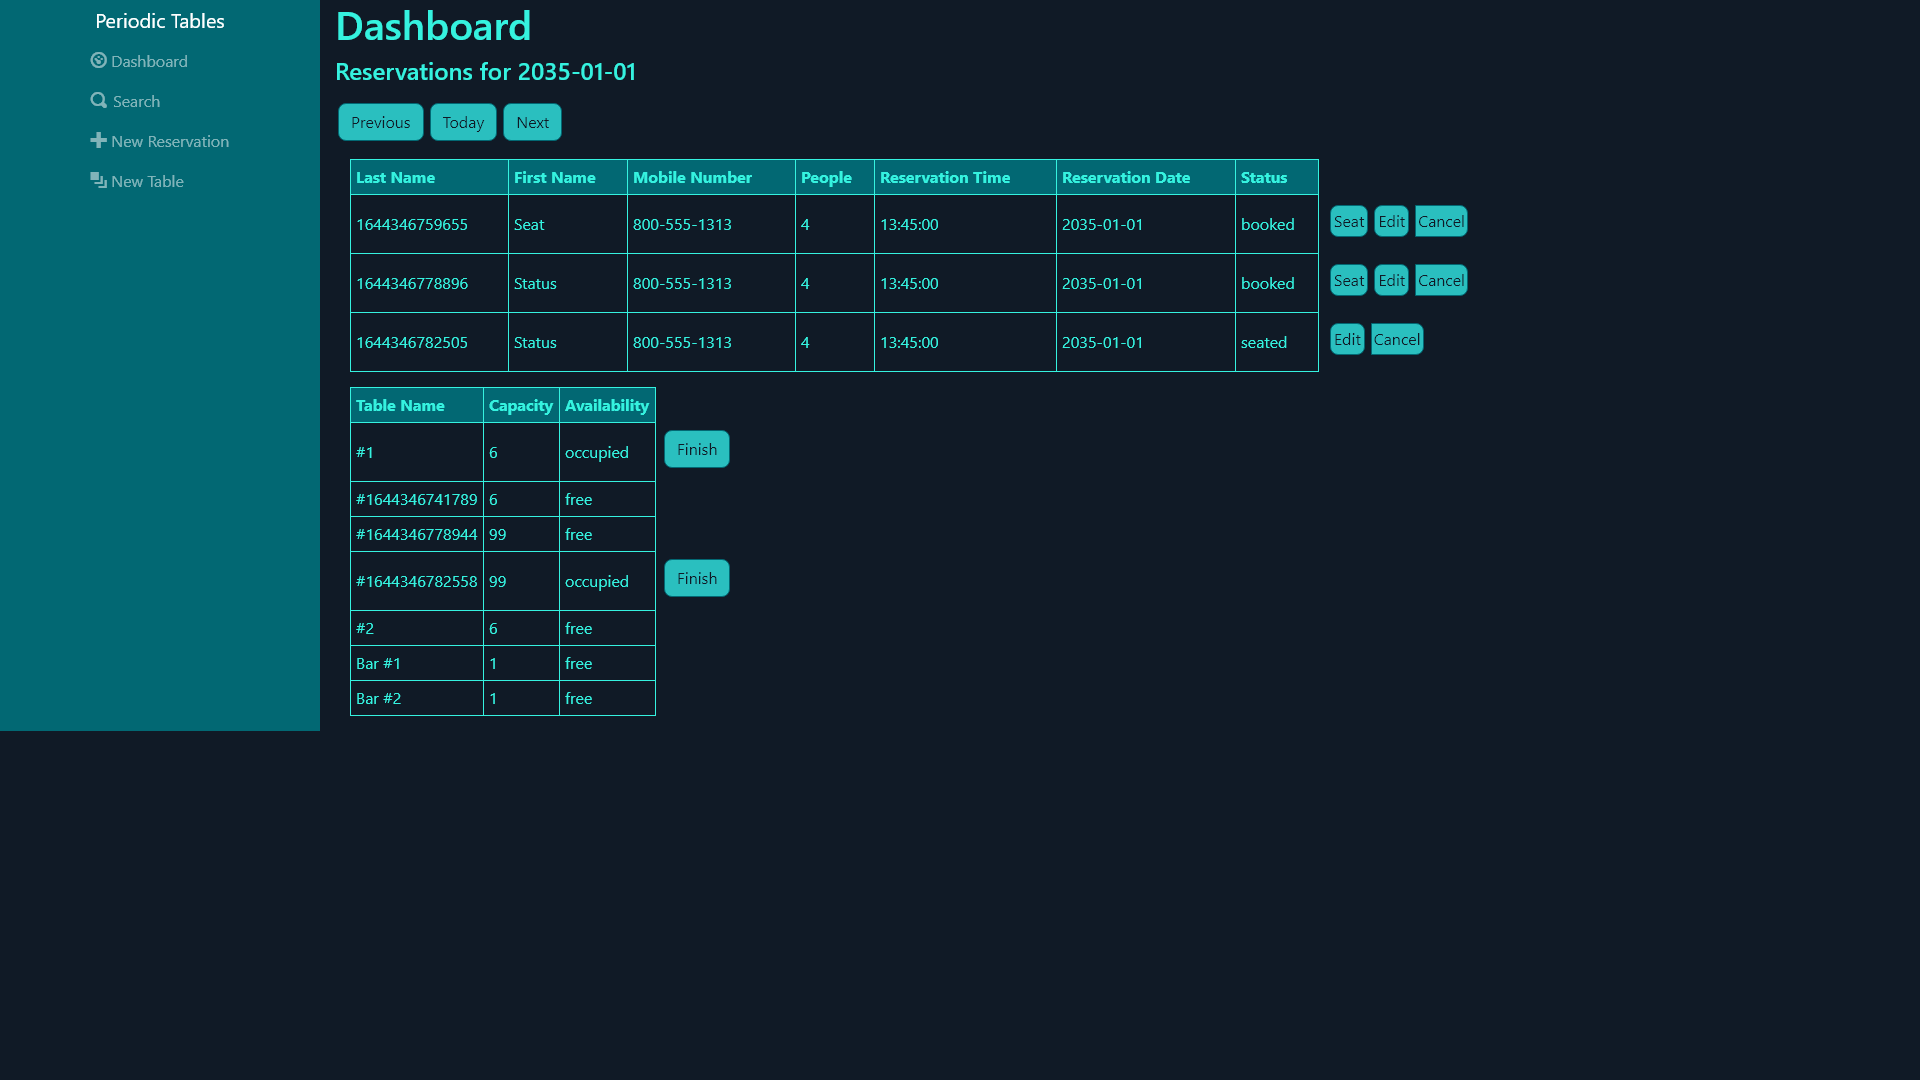 Periodic Tables
Dashboard
Search
New Reservation
New Table
Dashboard
Reservations for 2035-01-01
Previous Today Next
Last Name First Name Mobile Number People Reservation Time Reservation Date Status
1644346759655 Seat 800-555-1313 4 13:45:00 2035-01-01 booked Seat Edit Cancel
1644346778896 Status 800-555-1313 4 13:45:00 2035-01-01 booked Seat Edit Cancel
1644346782505 Status 800-555-1313 4 13:45:00 2035-01-01 seated Edit Cancel
Table Name Capacity Availability
#1 6 occupied Finish
#1644346741789 6 free
#1644346778944 99 free
#1644346782558 99 occupied Finish
#2 6 free
Bar #1 1 free
Bar #2 1 free